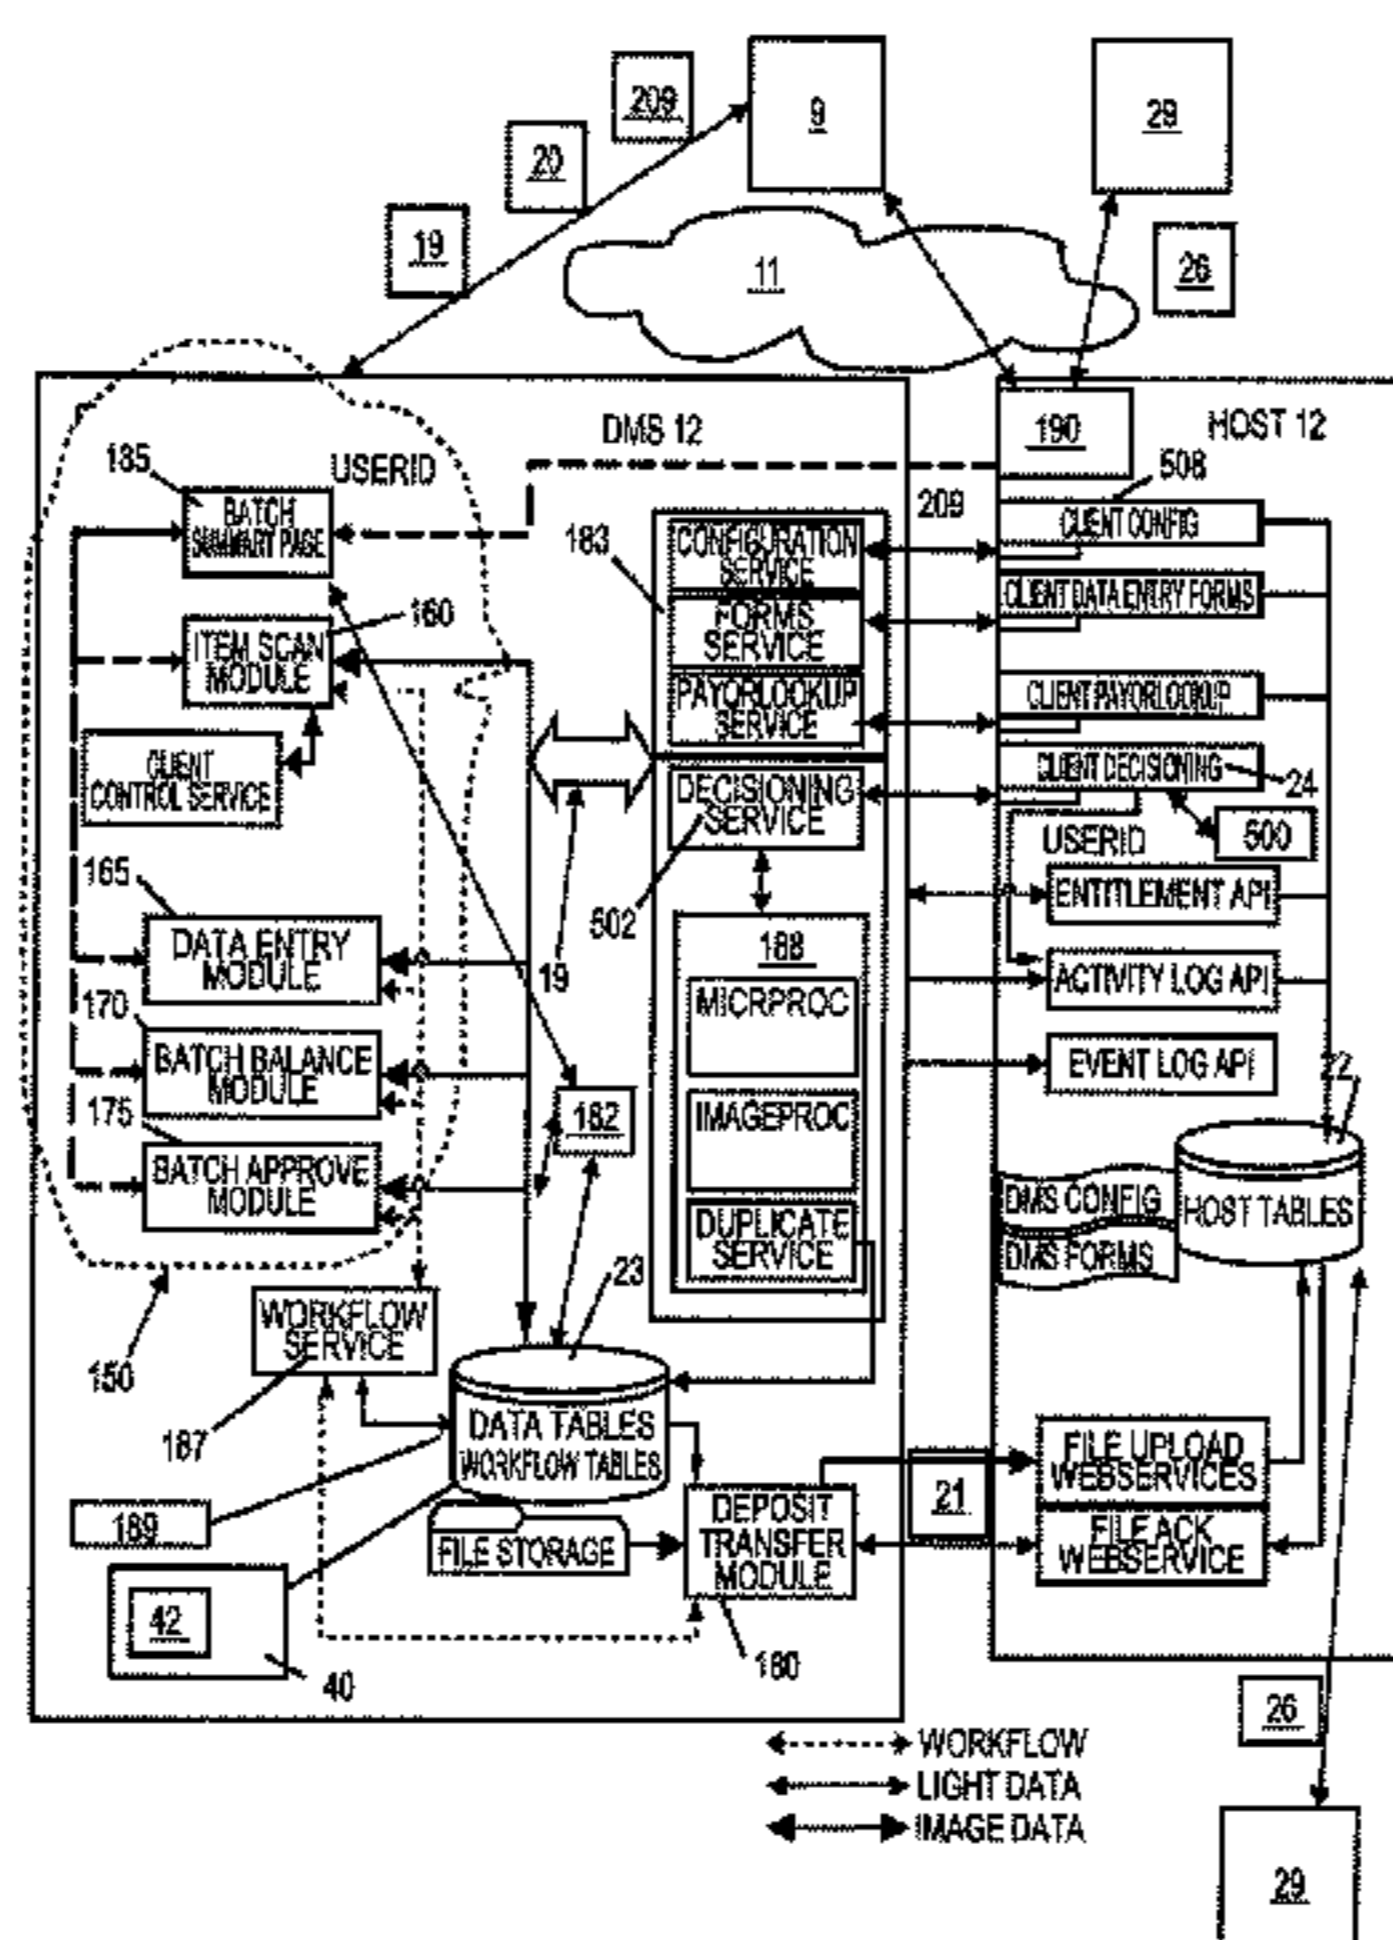 209
9
29
20
19
11
26
DMS 12
190
HOST 12
185
USERID
BATCH
SUMMARY PAGE
209
508
CLIENT CONFIG
183
CONFIGURATION
SERVICE
CLIENT DATA ENTRY FORMS
FORMS
SERVICE
160
ITEM SCAN
MODULE
PAYORLOOKUP
SERVICE
CLIENT PAYORLOOKUP
CLIENT
CONTROL SERVICE
DECISIONING
SERVICE
CLIENT DECISIONING
24
500
USERID
165
DATA ENTRY
MODULE
19
502
ENTITLEMENT API
188
MICRPROC
ACTIVITY LOG API
170
BATCH BALANCE
MODULE
EVENT LOG API
22
175
BATCH APPROVE
MODULE
182
IMAGEPROC
DUPLICATE
SERVICE
DMS CONFIG
DMS FORMS
HOST TABLES
150
WORKFLOW
SERVICE
23
187
DATA TABLES
WORKFLOW TABLES
189
FILE STORAGE
DEPOSIT
TRANSFER
MODULE
21
FILE UPLOAD
WEBSERVICES
FILE ACK
WEBSERVICE
42
40
180
26
WORKFLOW
LIGHT DATA
IMAGE DATA
29